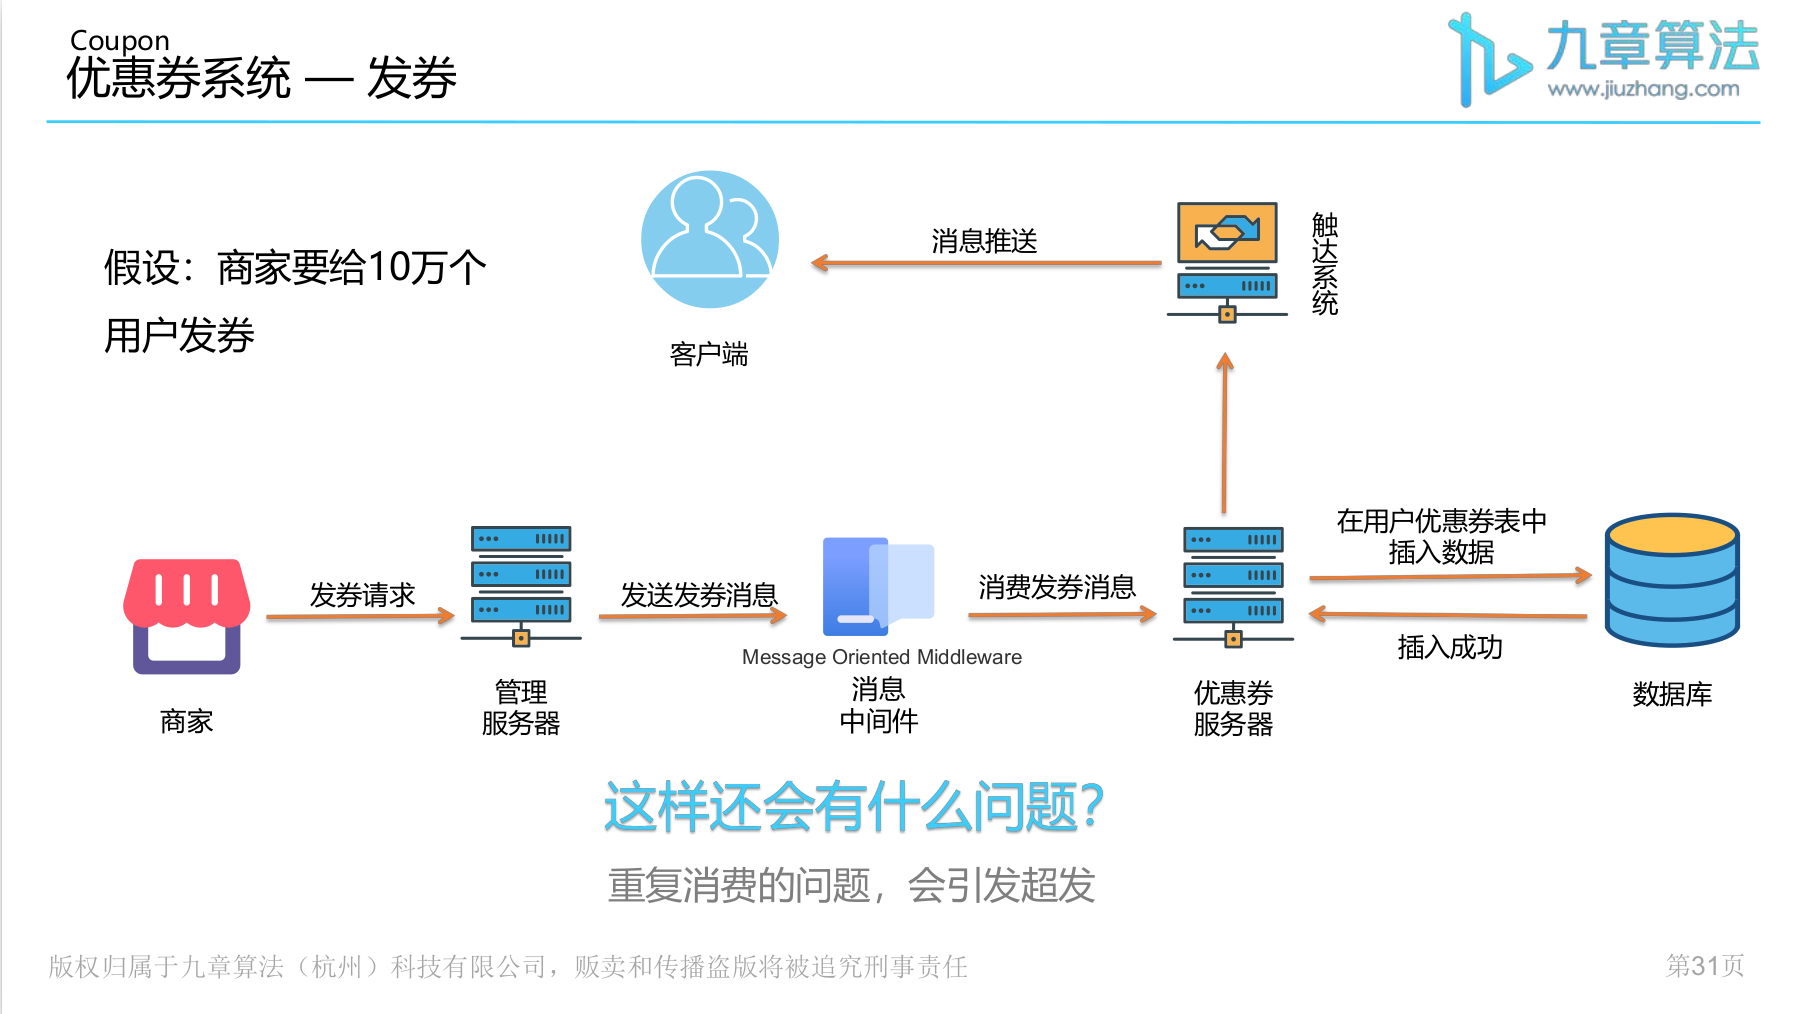 Coupon
优惠券系统 — 发券
九章算法
www.jiuzhang.com
假设：商家要给10万个
用户发券
消息推送
触达系统
客户端
在用户优惠券表中
插入数据
发券请求
发送发券消息
消费发券消息
插入成功
Message Oriented Middleware
商家
管理
服务器
消息
中间件
优惠券
服务器
数据库
这样还会有什么问题？
重复消费的问题，会引发超发
版权归属于九章算法（杭州）科技有限公司，贩卖和传播盗版将被追究刑事责任
第31页